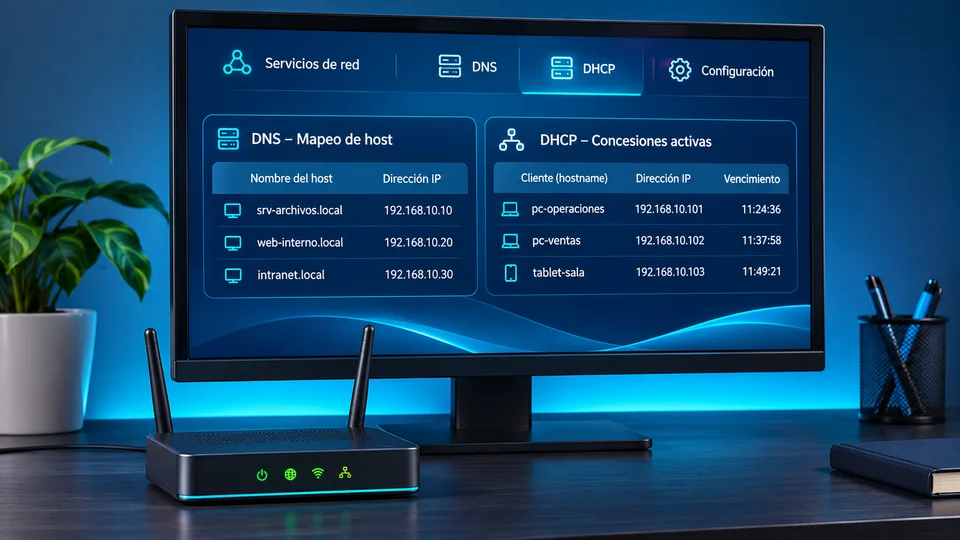 Servicios de red
DNS
DHCP
Configuración
DNS – Mapeo de host
Nombre del host Dirección IP
srv-archivos.local 192.168.10.10
web-interno.local 192.168.10.20
intranet.local 192.168.10.30
DHCP – Concesiones activas
Cliente (hostname) Dirección IP Vencimiento
pc-operaciones 192.168.10.101 11:24:36
pc-ventas 192.168.10.102 11:37:58
tablet-sala 192.168.10.103 11:49:21